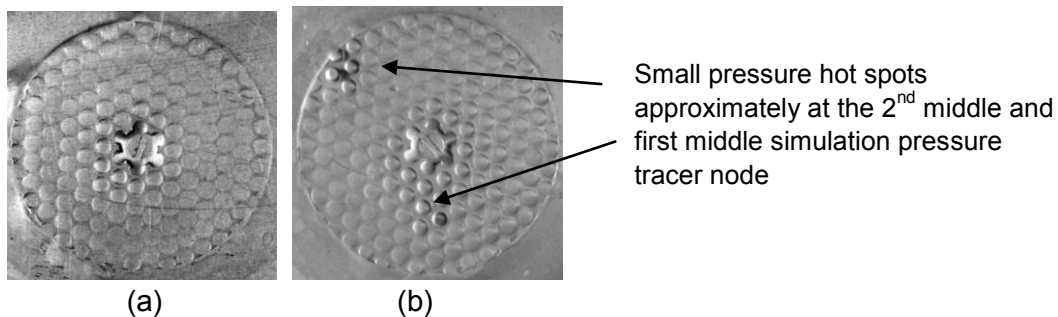 Small pressure hot spots
approximately at the 2nd middle and
first middle simulation pressure
tracer node
(a)
(b)